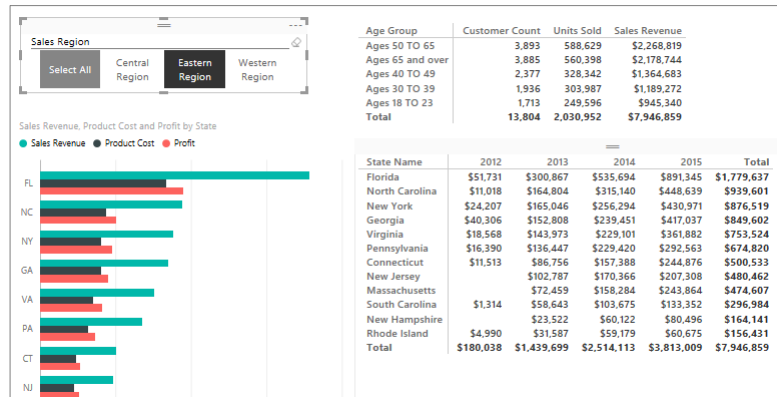 Sales Region
Select All Central Region Eastern Region Western Region
Sales Revenue, Product Cost and Profit by State
Sales Revenue Product Cost Profit
FL
NC
NY
GA
VA
PA
CT
NJ
Age Group Customer Count Units Sold Sales Revenue
Ages 50 TO 65 3,893 588,629 $2,268,819
Ages 65 and over 3,885 560,398 $2,178,744
Ages 40 TO 49 2,377 328,342 $1,364,683
Ages 30 TO 39 1,936 303,987 $1,189,272
Ages 18 TO 23 1,713 249,596 $945,340
Total 13,804 2,030,952 $7,946,859
State Name 2012 2013 2014 2015 Total
Florida $51,731 $300,867 $535,694 $891,345 $1,779,637
North Carolina $11,018 $164,804 $315,140 $448,639 $939,601
New York $24,207 $165,046 $256,294 $430,971 $876,519
Georgia $40,306 $152,808 $239,451 $417,037 $849,602
Virginia $18,568 $143,973 $229,101 $361,882 $753,524
Pennsylvania $16,390 $136,447 $229,420 $292,563 $674,820
Connecticut $11,513 $86,756 $157,388 $244,876 $500,533
New Jersey $102,787 $170,366 $207,308 $480,462
Massachusetts $72,459 $158,284 $243,864 $474,607
South Carolina $1,314 $58,643 $103,675 $133,352 $296,984
New Hampshire $23,522 $60,122 $80,496 $164,141
Rhode Island $4,990 $31,587 $59,179 $60,675 $156,431
Total $180,038 $1,439,699 $2,514,113 $3,813,009 $7,946,859